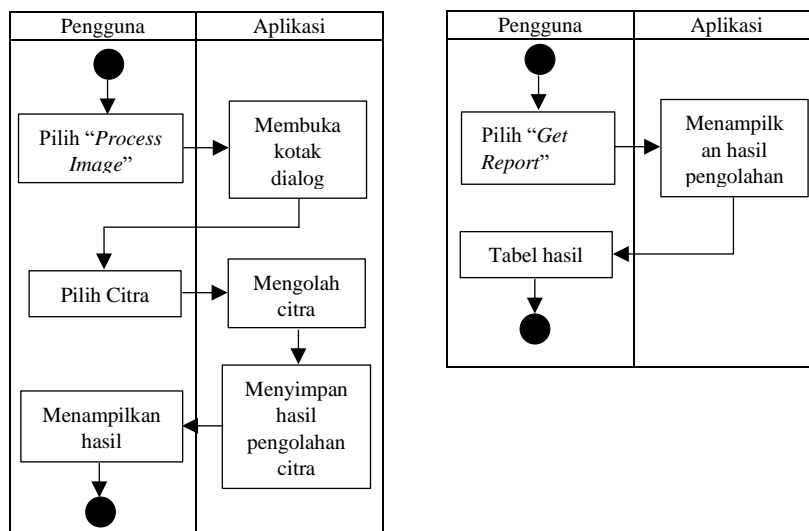 Pengguna
Aplikasi
Pilih “Process
Image”
Membuka
kotak
dialog
Pilih Citra
Mengolah
citra
Menyimpan
hasil
pengolahan
citra
Menampilkan
hasil
Pengguna
Aplikasi
Pilih “Get
Report”
Menampilk
an hasil
pengolahan
Tabel hasil